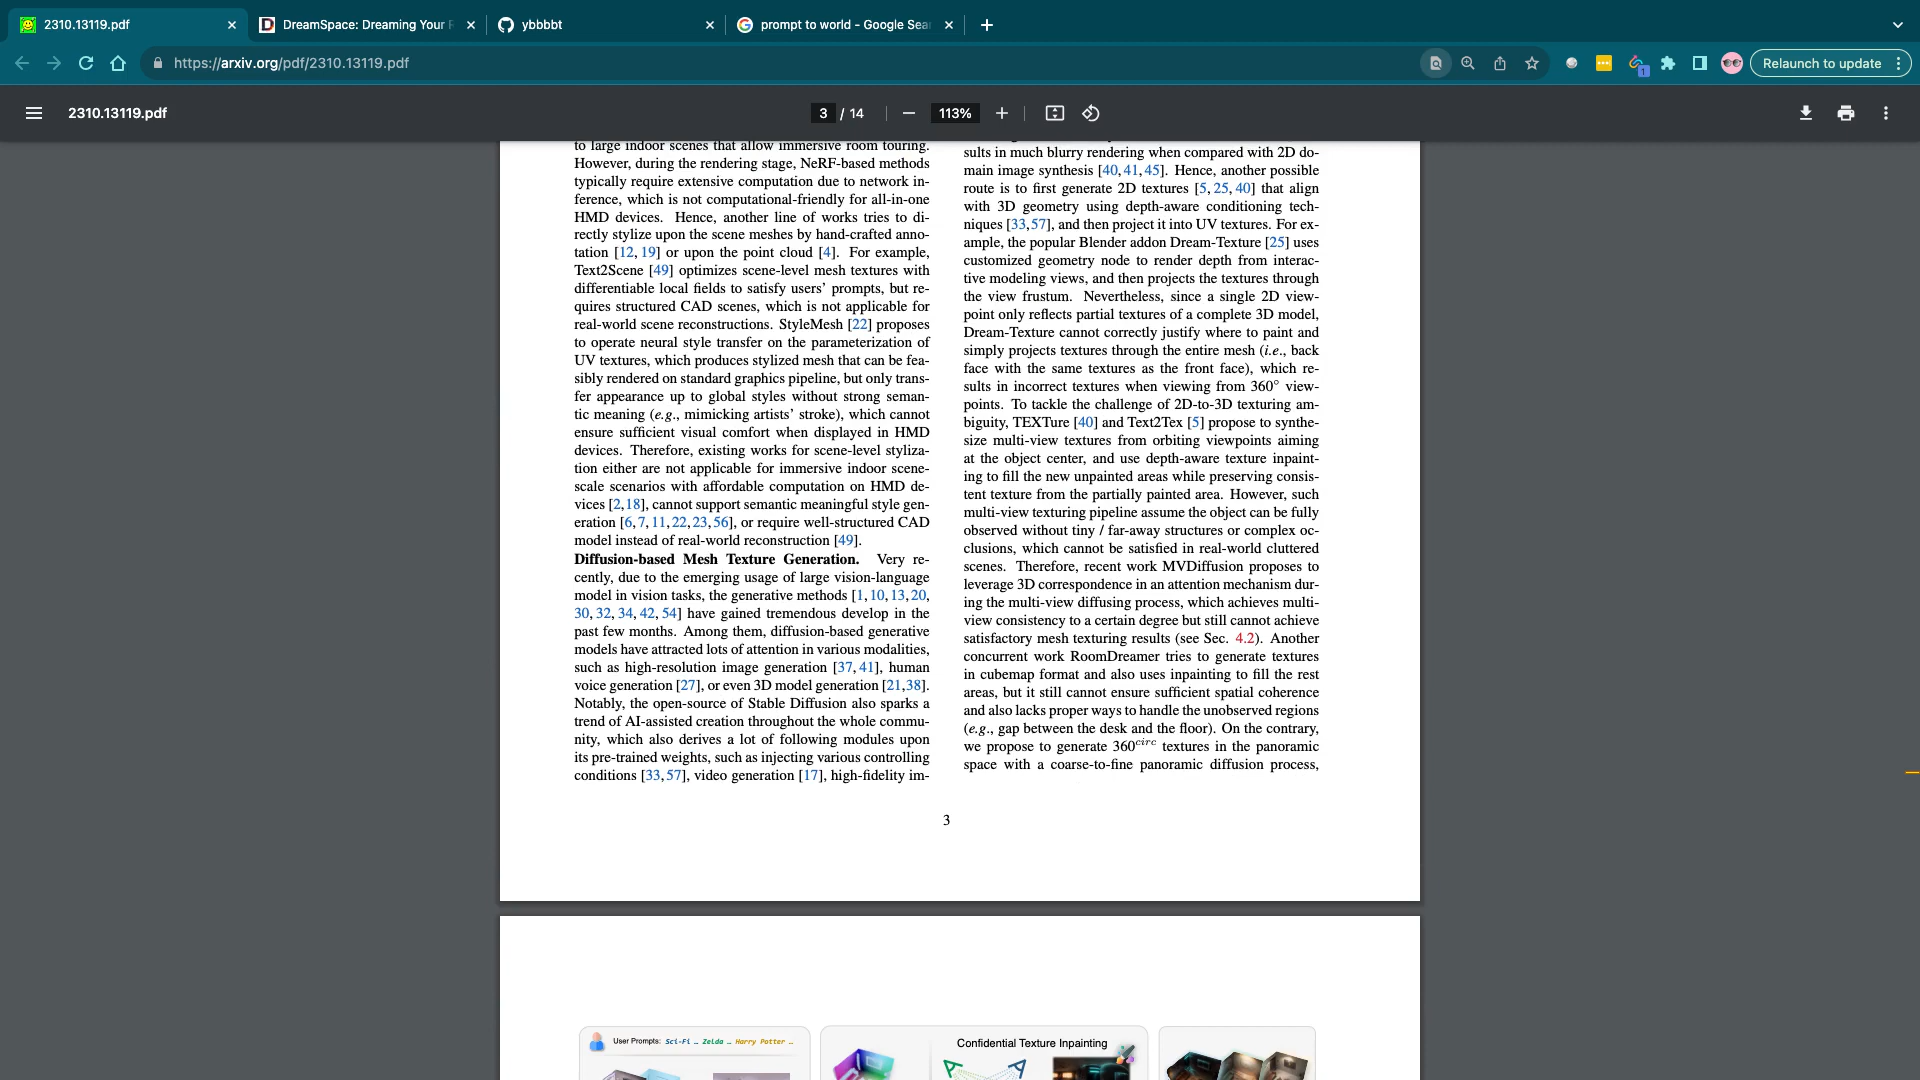 2310.13119.pdf
DreamSpace: Dreaming Your R
ybbbbt
prompt to world - Google Sea
https://arxiv.org/pdf/2310.13119.pdf
1
Relaunch to update
2310.13119.pdf
3 / 14
113%
to large indoor scenes that allow immersive room touring.
However, during the rendering stage, NeRF-based methods
typically require extensive computation due to network in-
ference, which is not computational-friendly for all-in-one
HMD devices. Hence, another line of works tries to di-
rectly stylize upon the scene meshes by hand-crafted anno-
tation [12, 19] or upon the point cloud [4]. For example,
Text2Scene [49] optimizes scene-level mesh textures with
differentiable local fields to satisfy users' prompts, but re-
quires structured CAD scenes, which is not applicable for
real-world scene reconstructions. StyleMesh [22] proposes
to operate neural style transfer on the parameterization of
UV textures, which produces stylized mesh that can be fea-
sibly rendered on standard graphics pipeline, but only trans-
fer appearance up to global styles without strong seman-
tic meaning (e.g., mimicking artists' stroke), which cannot
ensure sufficient visual comfort when displayed in HMD
devices. Therefore, existing works for scene-level styliza-
tion either are not applicable for immersive indoor scene-
scale scenarios with affordable computation on HMD de-
vices [2,18], cannot support semantic meaningful style gen-
eration [6,7,11,22,23,56], or require well-structured CAD
model instead of real-world reconstruction [49].
Diffusion-based Mesh Texture Generation. Very re-
cently, due to the emerging usage of large vision-language
model in vision tasks, the generative methods [1,10,13,20,
30, 32, 34, 42, 54] have gained tremendous develop in the
past few months. Among them, diffusion-based generative
models have attracted lots of attention in various modalities,
such as high-resolution image generation [37,41], human
voice generation [27], or even 3D model generation [21,38].
Notably, the open-source of Stable Diffusion also sparks a
trend of AI-assisted creation throughout the whole commu-
nity, which also derives a lot of following modules upon
its pre-trained weights, such as injecting various controlling
conditions [33,57], video generation [17], high-fidelity im-
sults in much blurry rendering when compared with 2D do-
main image synthesis [40,41,45]. Hence, another possible
route is to first generate 2D textures [5, 25, 40] that align
with 3D geometry using depth-aware conditioning tech-
niques [33,57], and then project it into UV textures. For ex-
ample, the popular Blender addon Dream-Texture [25] uses
customized geometry node to render depth from interac-
tive modeling views, and then projects the textures through
the view frustum. Nevertheless, since a single 2D view-
point only reflects partial textures of a complete 3D model,
Dream-Texture cannot correctly justify where to paint and
simply projects textures through the entire mesh (i.e., back
face with the same textures as the front face), which re-
sults in incorrect textures when viewing from 360° view-
points. To tackle the challenge of 2D-to-3D texturing am-
biguity, TEXTure [40] and Text2Tex [5] propose to synthe-
size multi-view textures from orbiting viewpoints aiming
at the object center, and use depth-aware texture inpaint-
ing to fill the new unpainted areas while preserving consis-
tent texture from the partially painted area. However, such
multi-view texturing pipeline assume the object can be fully
observed without tiny / far-away structures or complex oc-
clusions, which cannot be satisfied in real-world cluttered
scenes. Therefore, recent work MVDiffusion proposes to
leverage 3D correspondence in an attention mechanism dur-
ing the multi-view diffusing process, which achieves multi-
view consistency to a certain degree but still cannot achieve
satisfactory mesh texturing results (see Sec. 4.2). Another
concurrent work RoomDreamer tries to generate textures
in cubemap format and also uses inpainting to fill the rest
areas, but it still cannot ensure sufficient spatial coherence
and also lacks proper ways to handle the unobserved regions
(e.g., gap between the desk and the floor). On the contrary,
we propose to generate 360circ textures in the panoramic
space with a coarse-to-fine panoramic diffusion process,
3
User Prompts: Sci-Fi … Zelda … Harry Potter …
Confidential Texture Inpainting